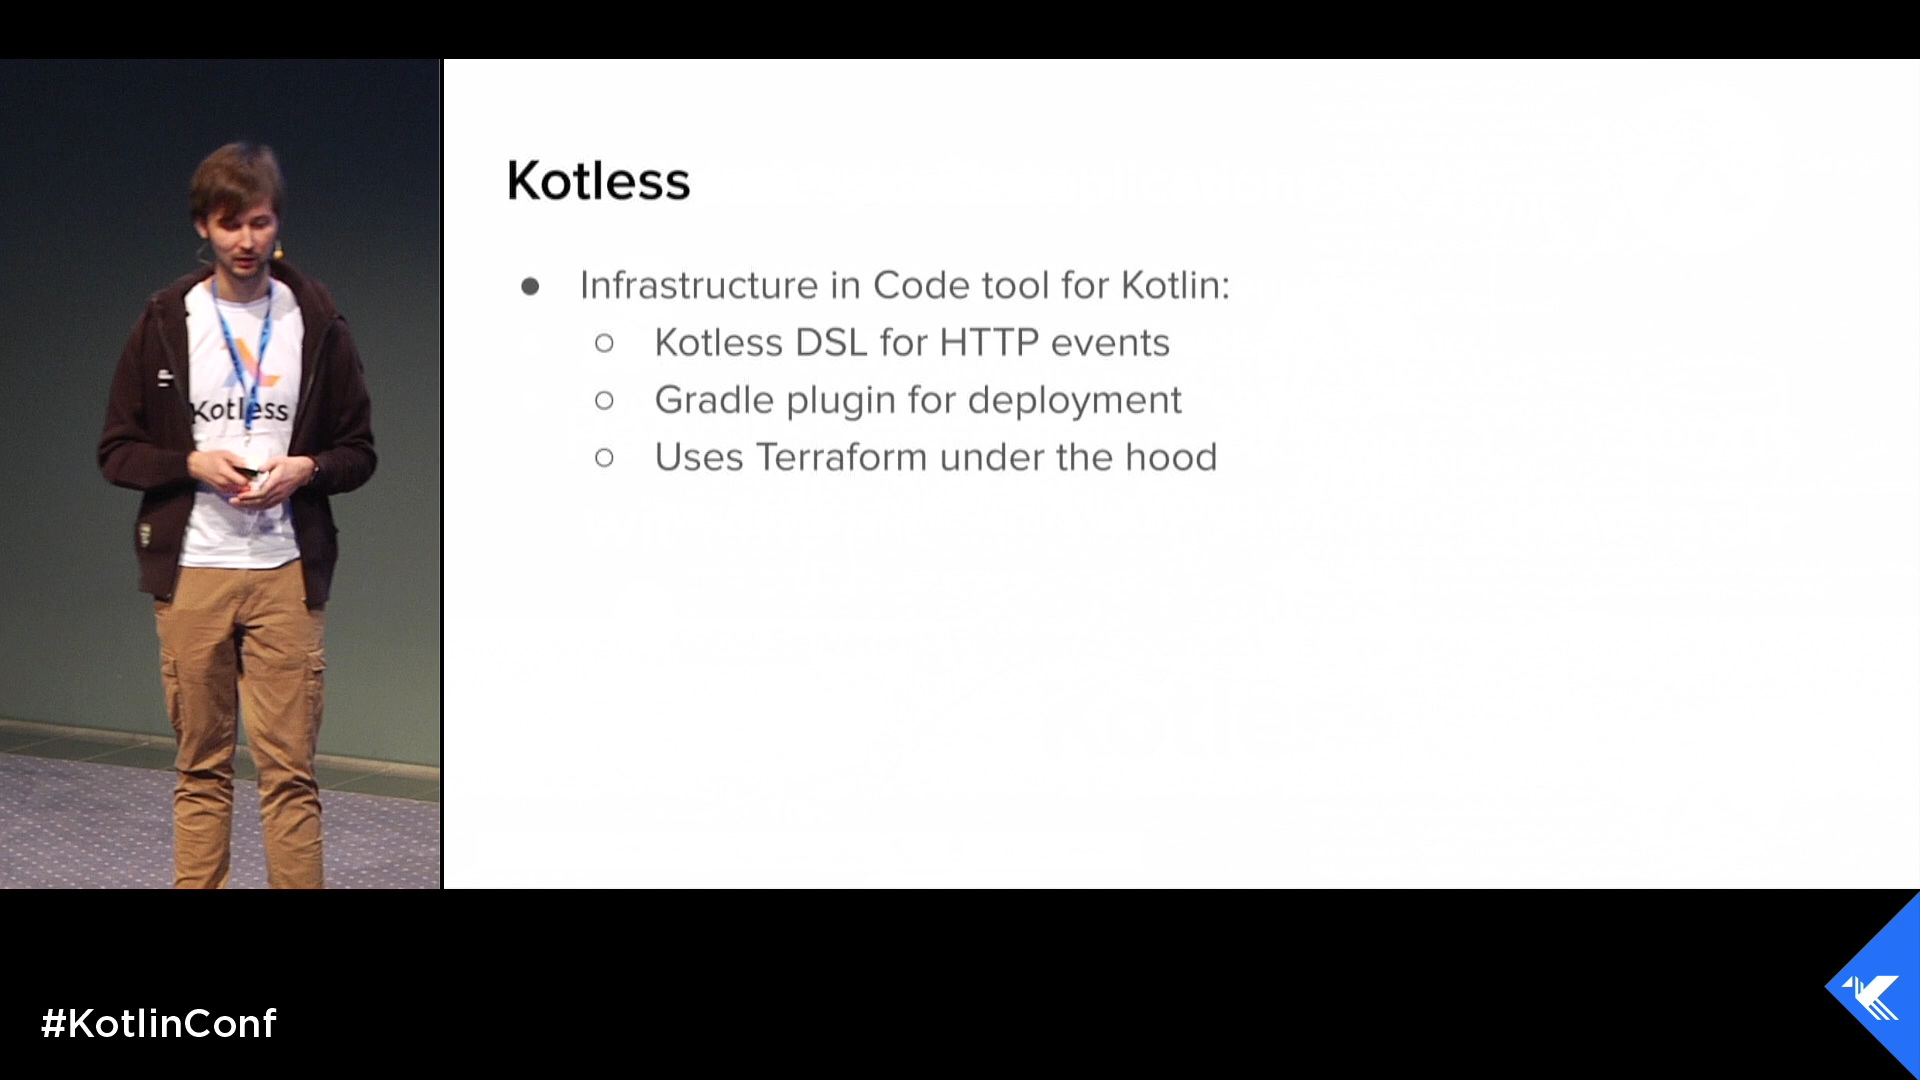 Kotless
● Infrastructure in Code tool for Kotlin:
○ Kotless DSL for HTTP events
○ Gradle plugin for deployment
○ Uses Terraform under the hood
Kotless
#KotlinConf